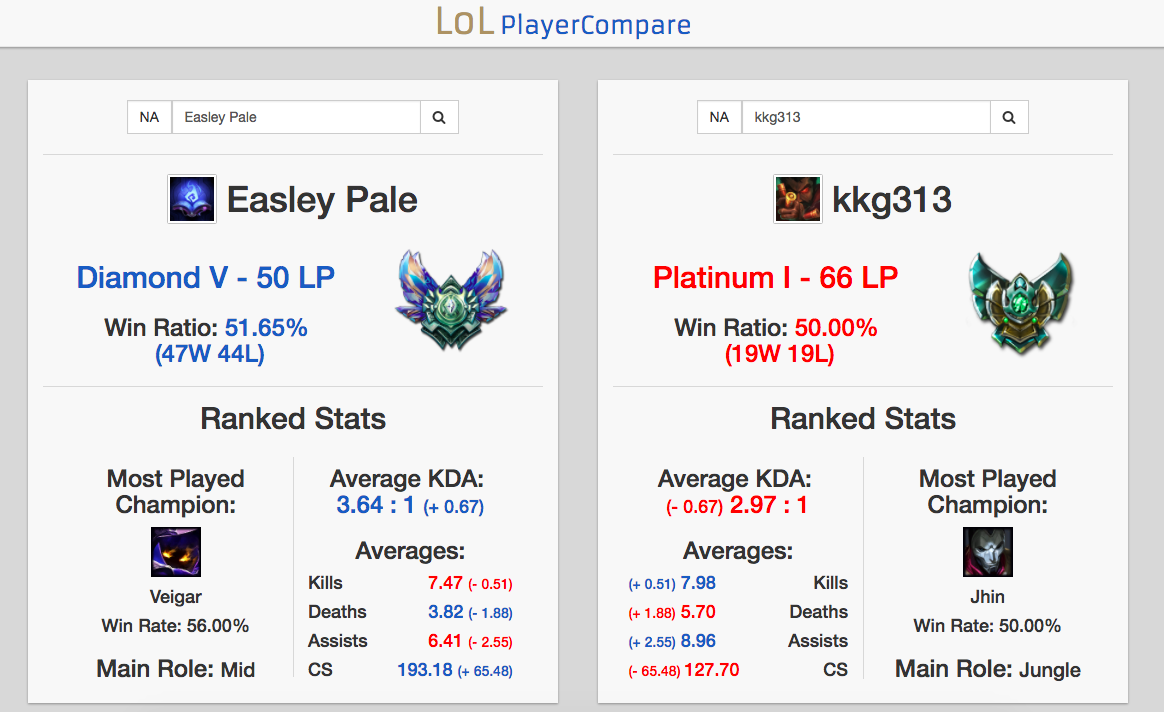 LoL PlayerCompare
NA
Easley Pale
Easley Pale
Diamond V - 50 LP
Win Ratio: 51.65%
(47W 44L)
Ranked Stats
Most Played
Champion:
Veigar
Win Rate: 56.00%
Main Role: Mid
Average KDA:
3.64 : 1 (+ 0.67)
Averages:
Kills 7.47 (- 0.51)
Deaths 3.82 (- 1.88)
Assists 6.41 (- 2.55)
CS 193.18 (+ 65.48)
NA
kkg313
kkg313
Platinum I - 66 LP
Win Ratio: 50.00%
(19W 19L)
Ranked Stats
Average KDA:
(- 0.67) 2.97 : 1
Averages:
(+ 0.51) 7.98 Kills
(+ 1.88) 5.70 Deaths
(+ 2.55) 8.96 Assists
(- 65.48) 127.70 CS
Most Played
Champion:
Jhin
Win Rate: 50.00%
Main Role: Jungle